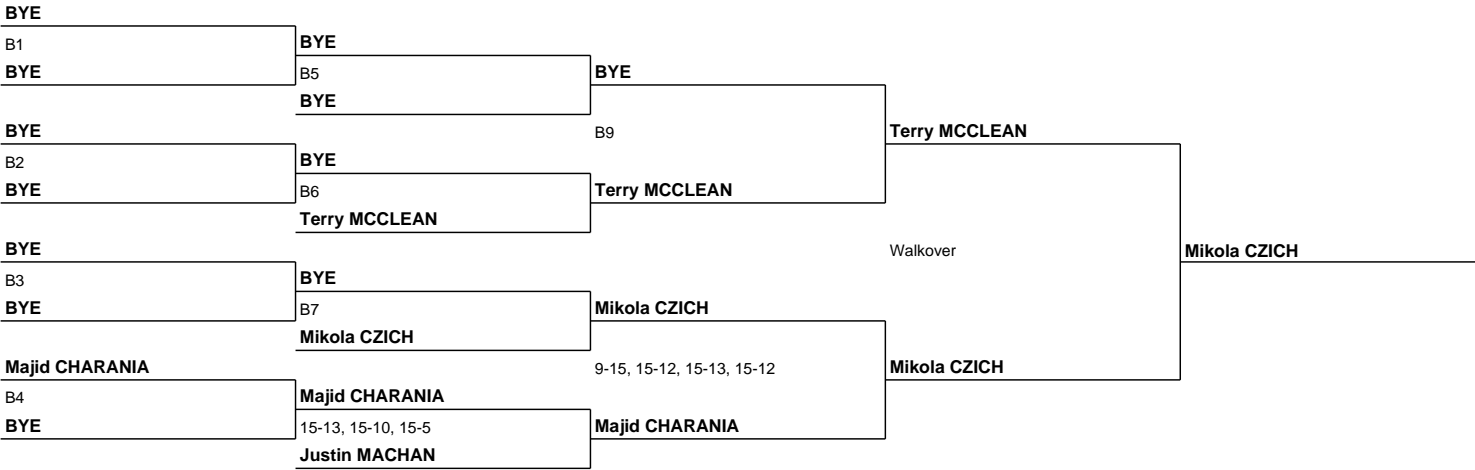 BYE
B1
BYE
BYE
B5
BYE
BYE
BYE
B2
BYE
BYE
B6
Terry MCCLEAN
B9
Terry MCCLEAN
Terry MCCLEAN
BYE
B3
BYE
BYE
B7
Mikola CZICH
Mikola CZICH
Majid CHARANIA
B4
BYE
Majid CHARANIA
15-13, 15-10, 15-5
Justin MACHAN
9-15, 15-12, 15-13, 15-12
Majid CHARANIA
Mikola CZICH
Walkover
Mikola CZICH